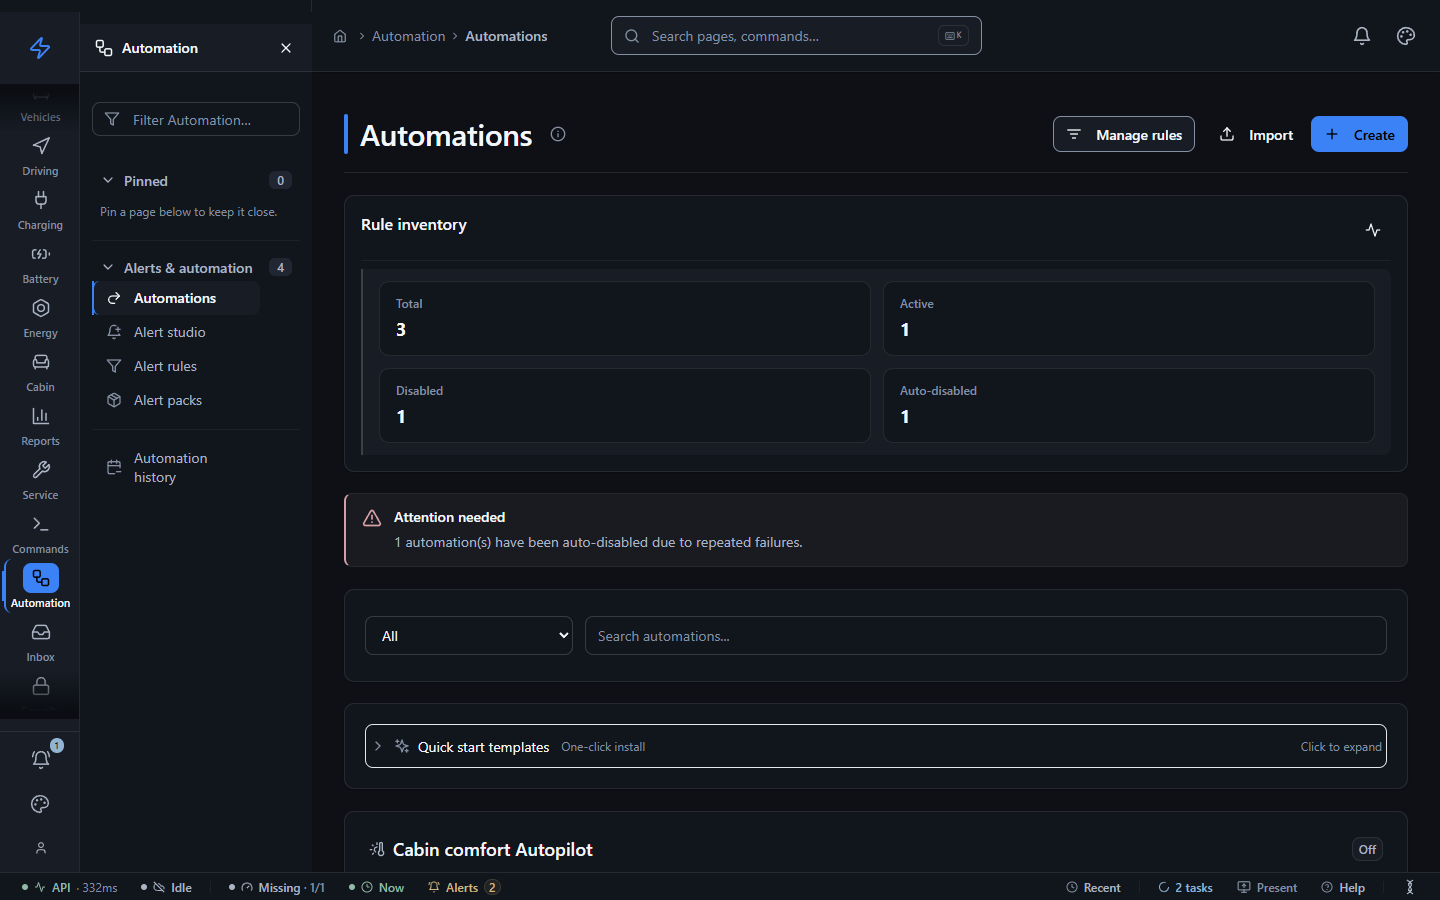 Automation
Automation
Automations
Search pages, commands...
K
Vehicles
Driving
Charging
Battery
Energy
Cabin
Reports
Service
Commands
Automation
Inbox
1
Filter Automation...
Pinned
0
Pin a page below to keep it close.
Alerts & automation
4
Automations
Alert studio
Alert rules
Alert packs
Automation
history
Automations
Manage rules
Import
Create
Rule inventory
Total
3
Active
1
Disabled
1
Auto-disabled
1
Attention needed
1 automation(s) have been auto-disabled due to repeated failures.
All
Search automations...
Quick start templates
One-click install
Click to expand
Cabin comfort Autopilot
Off
API · 332ms
Idle
Missing · 1/1
Now
Alerts 2
Recent
2 tasks
Present
Help